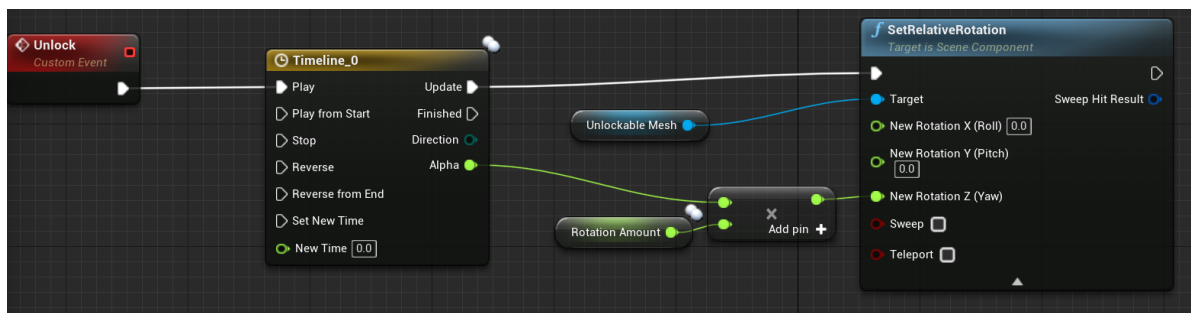 Unlock
Custom Event
Timeline_0
Play
Update
Play from Start
Finished
Stop
Direction
Reverse
Alpha
Reverse from End
Set New Time
New Time 0.0
Unlockable Mesh
Rotation Amount
×
Add pin +
f SetRelativeRotation
Target is Scene Component
Target
Sweep Hit Result
New Rotation X (Roll) 0.0
New Rotation Y (Pitch)
0.0
New Rotation Z (Yaw)
Sweep
Teleport